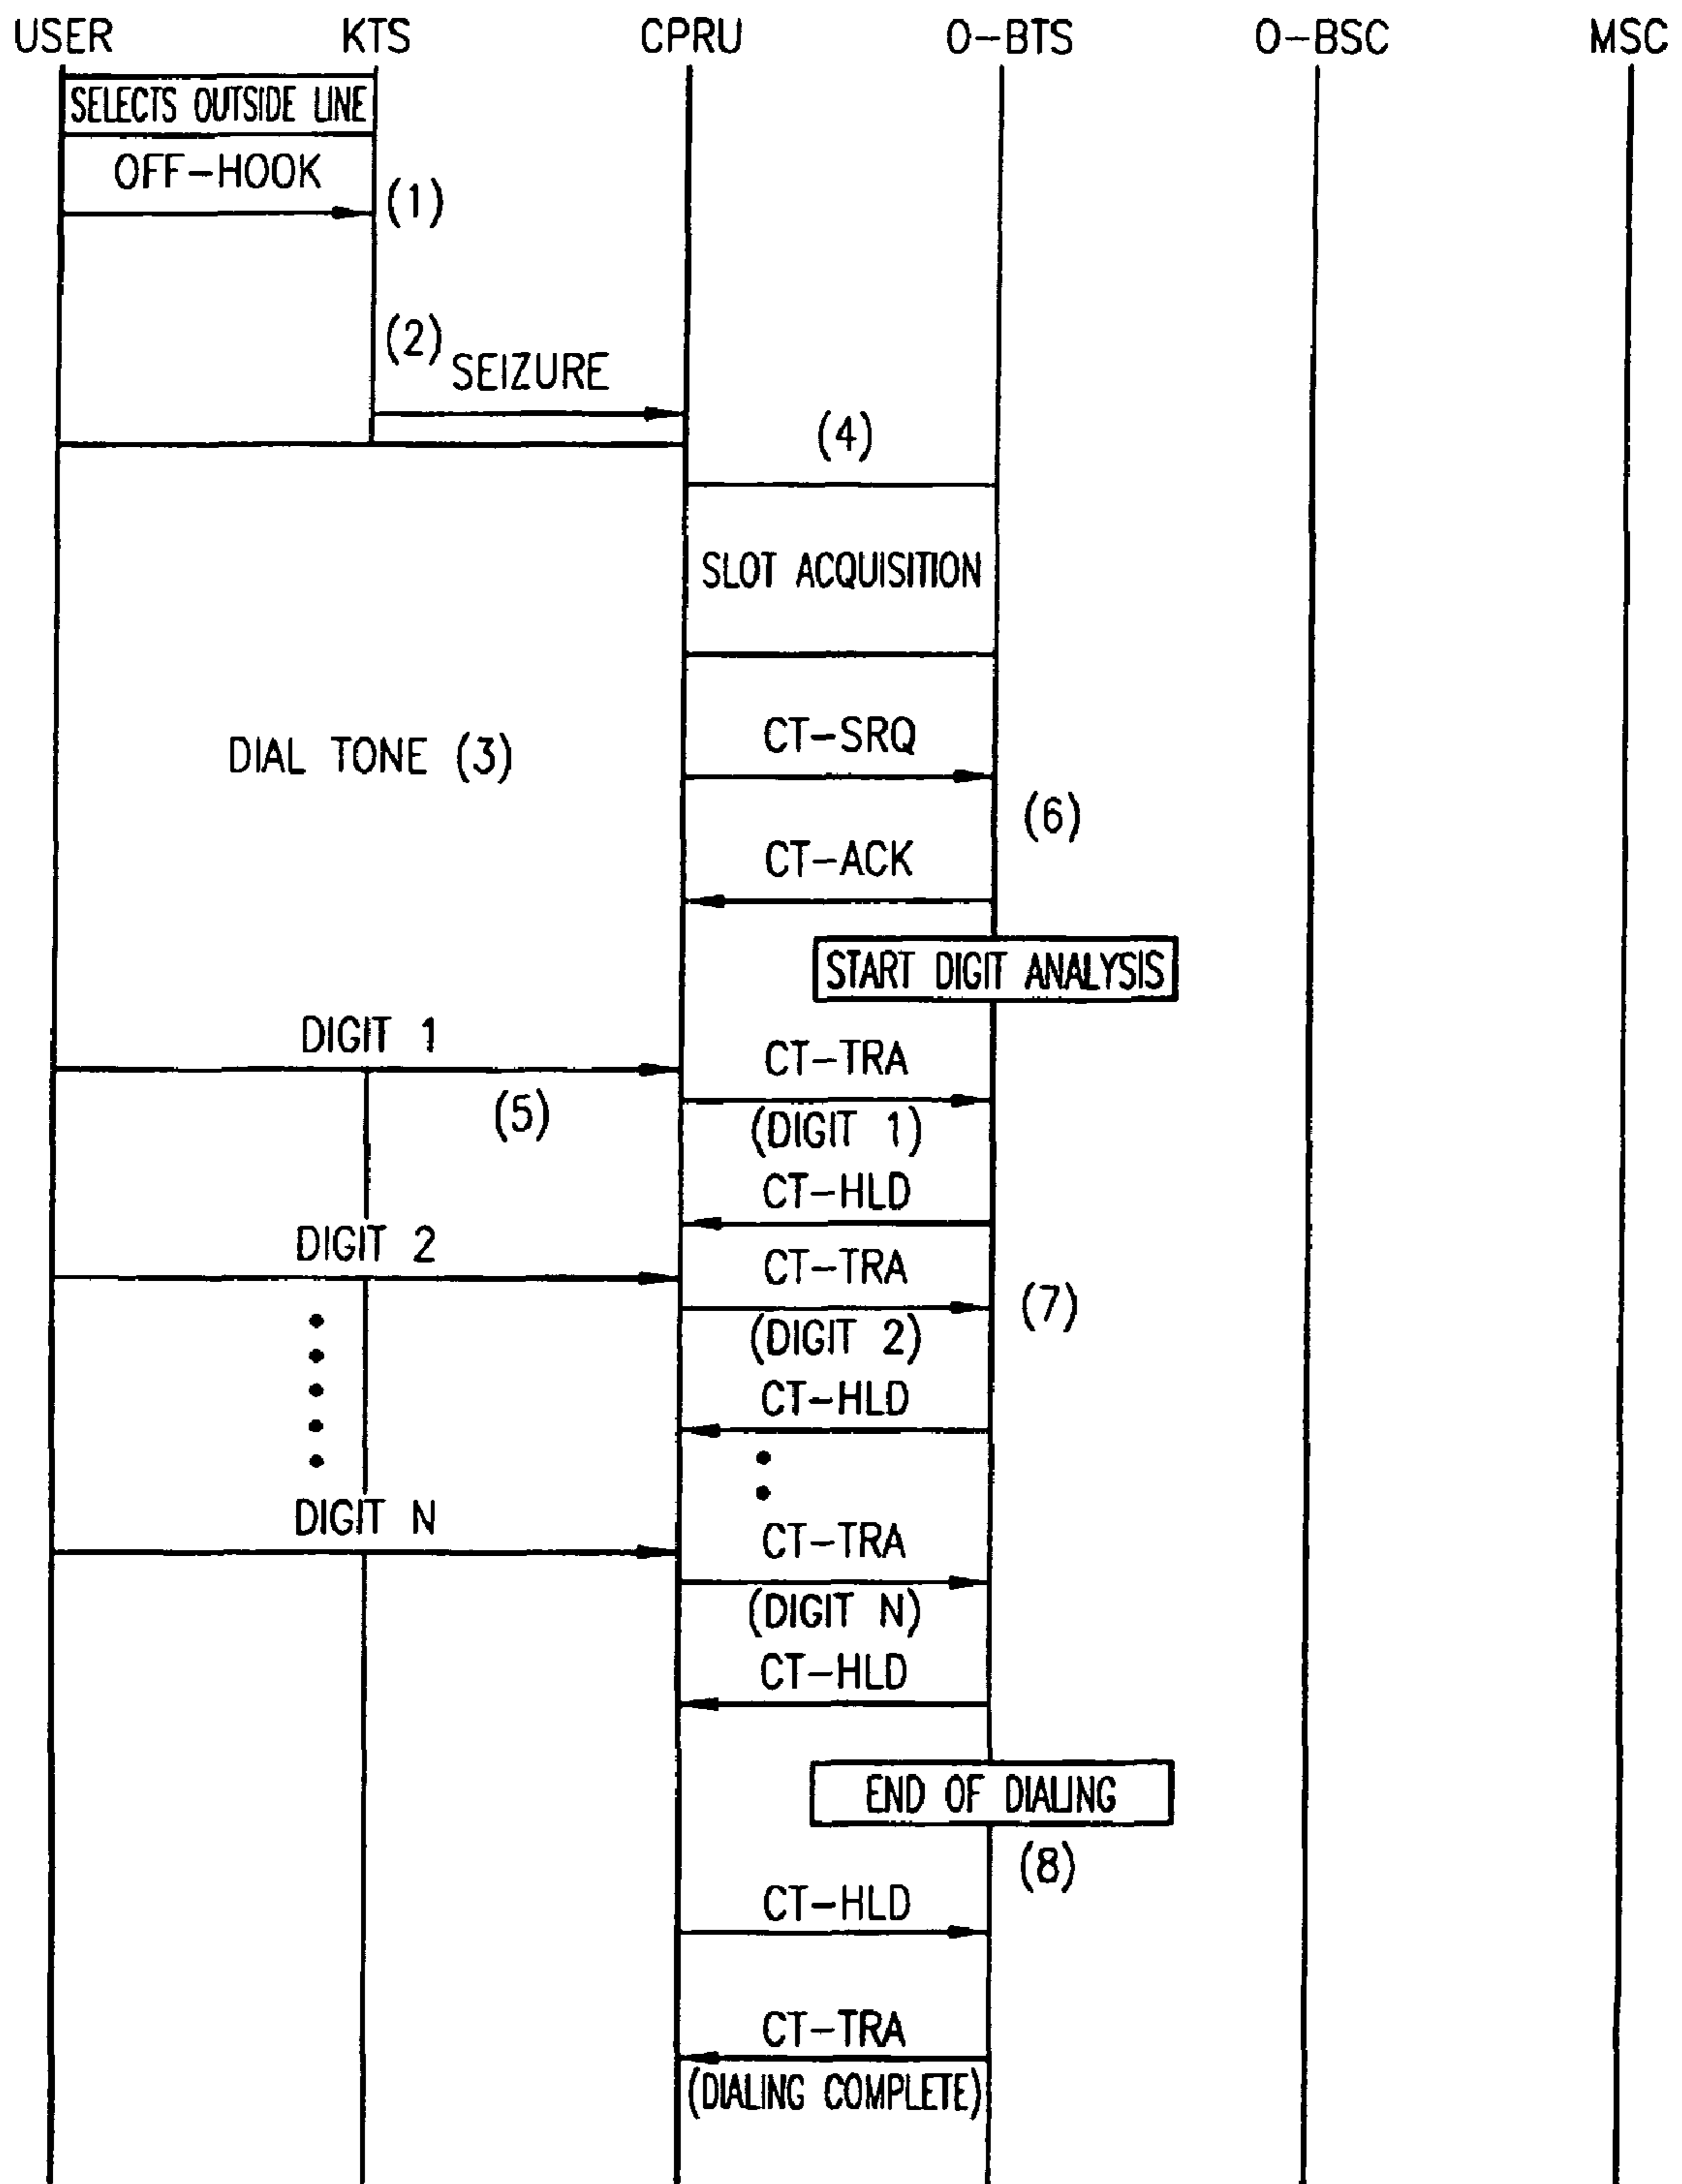 USER KTS CPRU O-BTS O-BSC MSC
SELECTS OUTSIDE LINE
OFF-HOOK
(1)
(2)
SEIZURE
(4)
SLOT ACQUISITION
CT-SRQ
DIAL TONE (3)
(6)
CT-ACK
START DIGIT ANALYSIS
DIGIT 1
CT-TRA
(5)
(DIGIT 1)
CT-HLD
DIGIT 2
CT-TRA
(7)
(DIGIT 2)
CT-HLD
DIGIT N
CT-TRA
(DIGIT N)
CT-HLD
END OF DIALING
(8)
CT-HLD
CT-TRA
(DIALING COMPLETE)